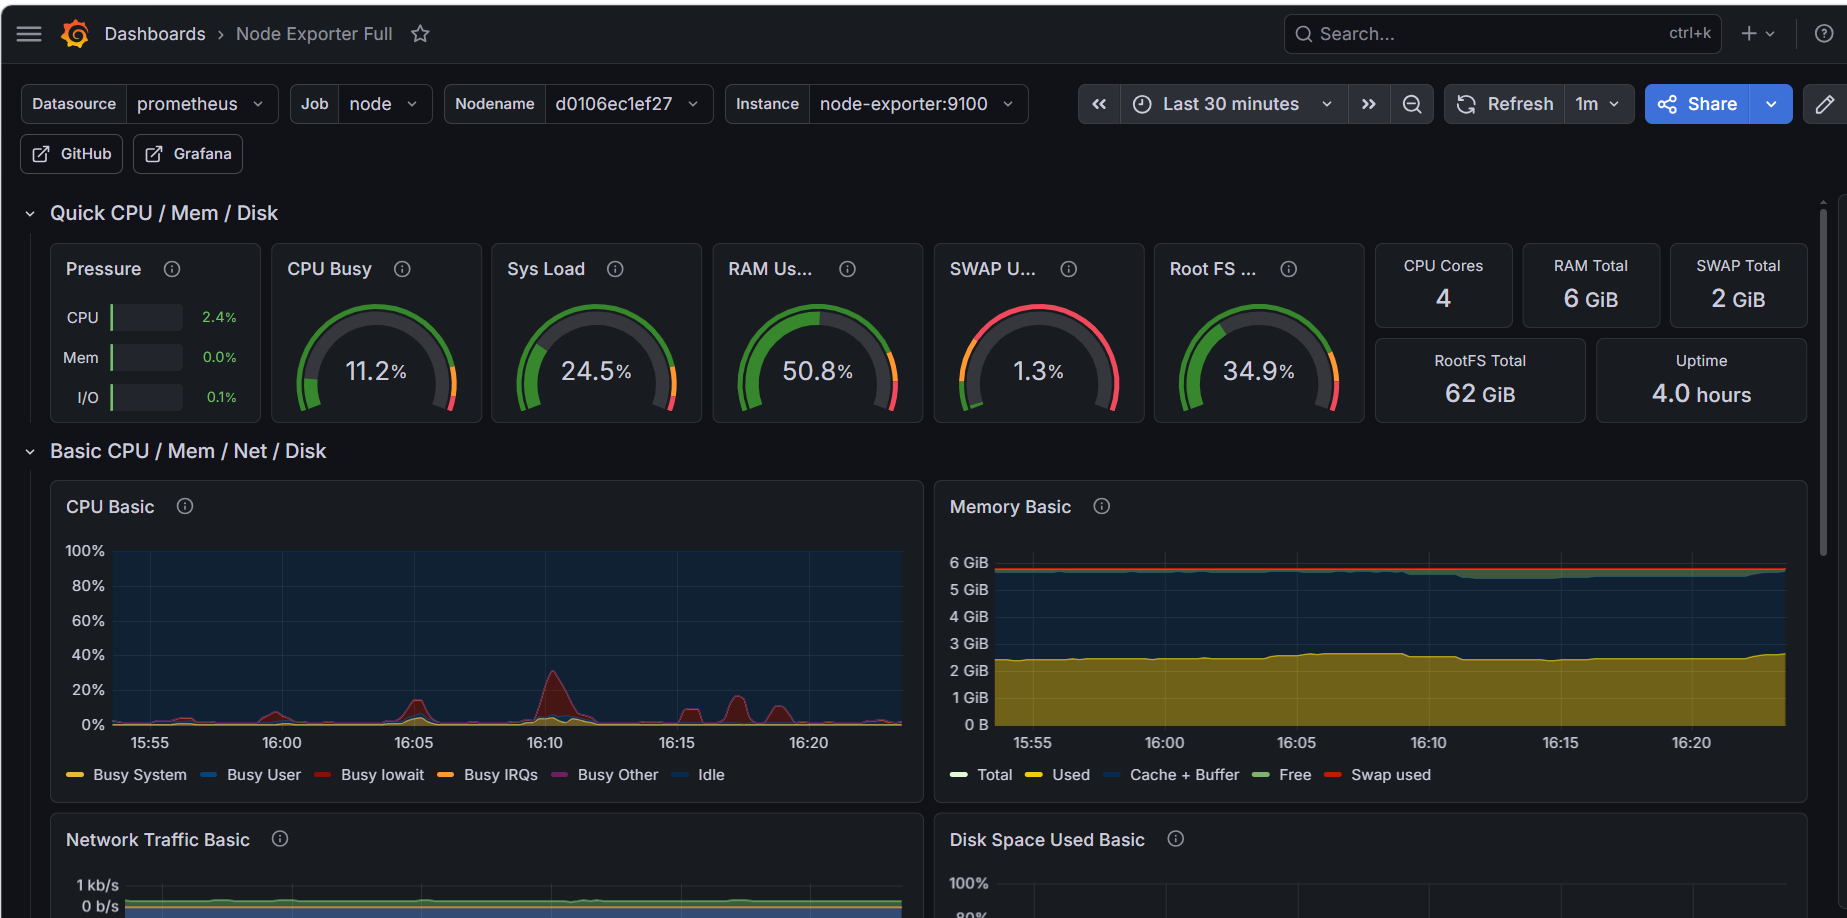 Dashboards › Node Exporter Full
Search... ctrl+k
Datasource prometheus Job node Nodename d0106ec1ef27 Instance node-exporter:9100 Last 30 minutes Refresh 1m Share
GitHub Grafana
Quick CPU / Mem / Disk
Pressure
CPU 2.4%
Mem 0.0%
I/O 0.1%
CPU Busy
11.2%
Sys Load
24.5%
RAM Us...
50.8%
SWAP U...
1.3%
Root FS ...
34.9%
CPU Cores
4
RAM Total
6 GiB
SWAP Total
2 GiB
RootFS Total
62 GiB
Uptime
4.0 hours
Basic CPU / Mem / Net / Disk
CPU Basic
100%
80%
60%
40%
20%
0%
15:55 16:00 16:05 16:10 16:15 16:20
Busy System Busy User Busy Iowait Busy IRQs Busy Other Idle
Memory Basic
6 GiB
5 GiB
4 GiB
3 GiB
2 GiB
1 GiB
0 B
15:55 16:00 16:05 16:10 16:15 16:20
Total Used Cache + Buffer Free Swap used
Network Traffic Basic
1 kb/s
0 b/s
Disk Space Used Basic
100%
80%